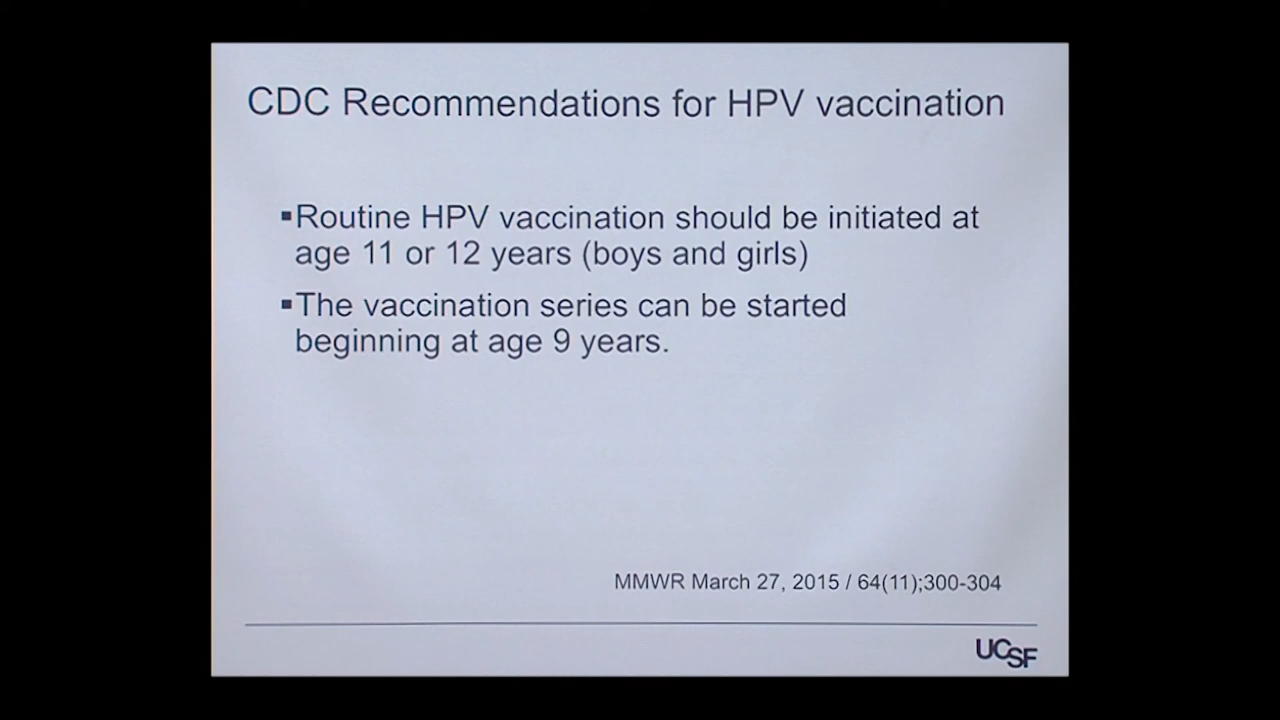 CDC Recommendations for HPV vaccination
▪Routine HPV vaccination should be initiated at
age 11 or 12 years (boys and girls)
▪The vaccination series can be started
beginning at age 9 years.
MMWR March 27, 2015 / 64(11);300-304
UCSF